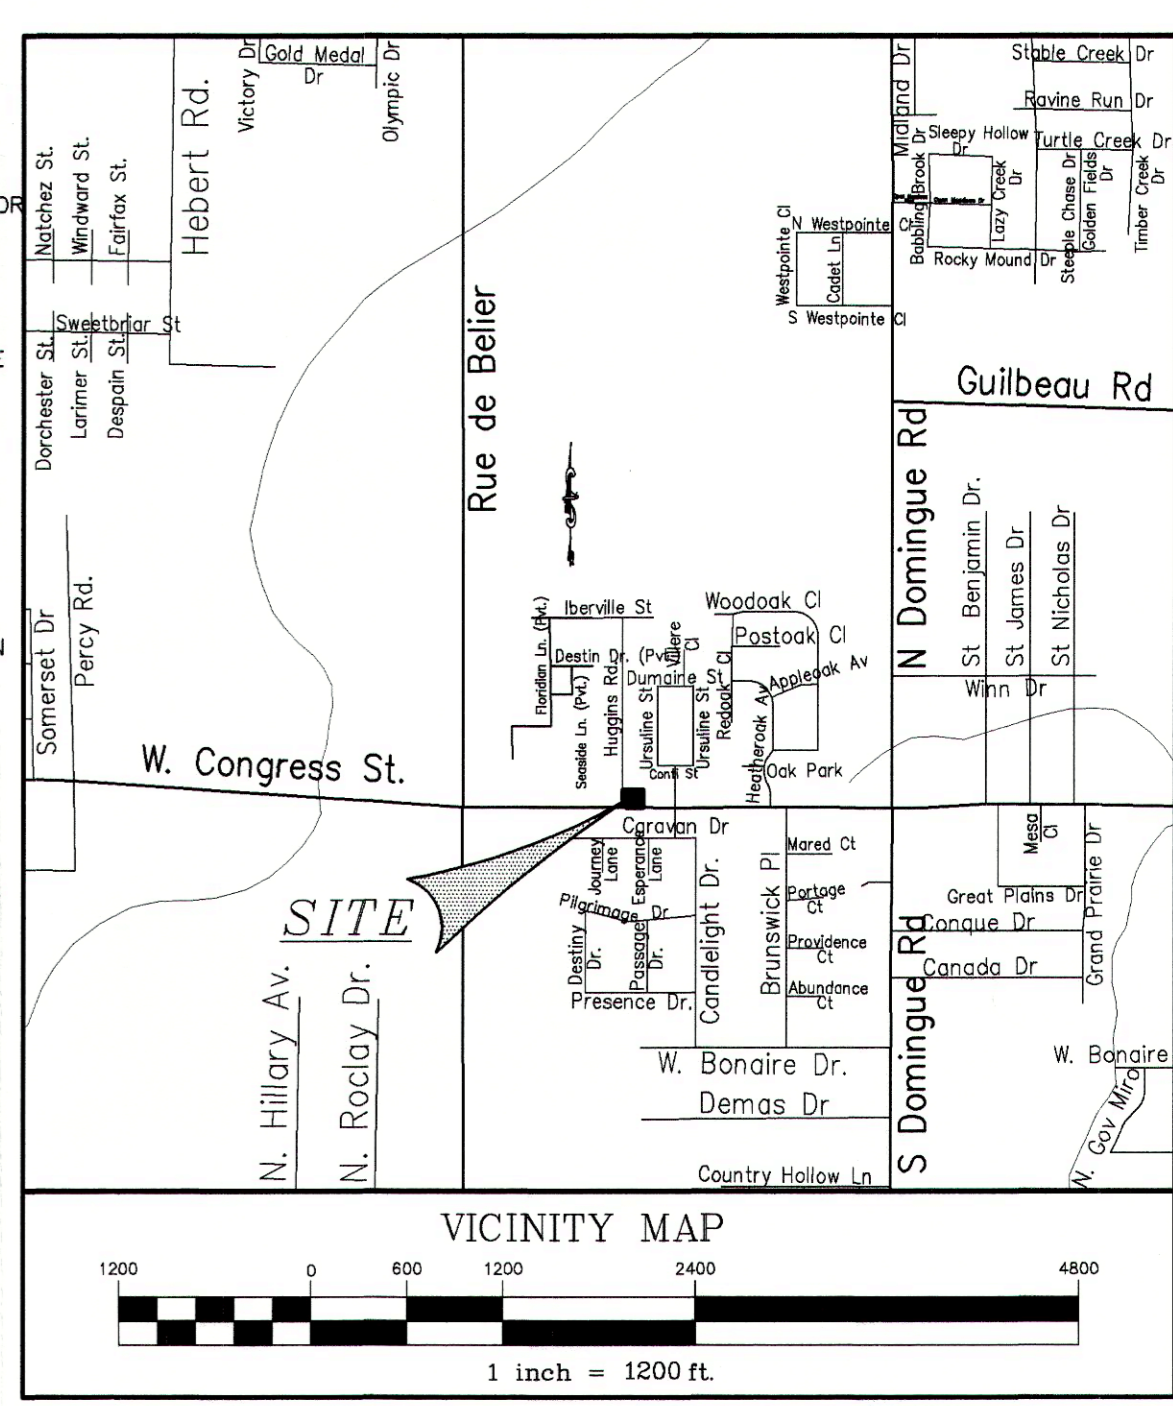 Victory Dr
Gold Medal
Dr
Olympic Dr
Hebert Rd.
Natchez St.
Windward St.
Fairfax St.
Sweetbriar St
Dorchester St.
Larimer St.
Despain St.
Rue de Belier
Midland Dr
Stable Creek Dr
Ravine Run Dr
Turtle Creek Dr
Sleepy Hollow
Dr
Babbling Brook Dr
Lazy Creek
Dr
Steeple Chase Dr
Golden Fields
Dr
Timber Creek
Dr
Rocky Mound Dr
N Westpointe Cl
Westpointe Cl
Cadet Ln
S Westpointe Cl
Guilbeau Rd
N Domingue Rd
St Benjamin Dr.
St James Dr
St Nicholas Dr
Winn Dr
Somerset Dr
Percy Rd.
W. Congress St.
Iberville St
Floridian Ln. (Pvt.)
Destin Dr. (Pvt.)
Seaside Ln. (Pvt.)
Huggins Rd.
Villere
Cl
Dumaine St
Ursuline St
Ursuline St
Conti St
Woodoak Cl
Postoak Cl
Redoak Cl
Appleoak Av
Heatheroak Av
Oak Park
SITE
Caravan Dr
Journey
Lane
Esperance
Lane
Pilgrimage Dr
Destiny
Dr.
Passage
Dr.
Presence Dr.
Candlelight Dr.
Brunswick Pl
Mared Ct
Portage
Ct
Providence
Ct
Abundance
Ct
Mesa
Cl
Great Plains Dr
Grand Prairie Dr
Conque Dr
Canada Dr
S Domingue Rd
W. Bonaire
N. Gov Miro
W. Bonaire Dr.
Demas Dr
Country Hollow Ln
N. Hillary Av.
N. Roclay Dr.
VICINITY MAP
1200 0 600 1200 2400 4800
1 inch = 1200 ft.